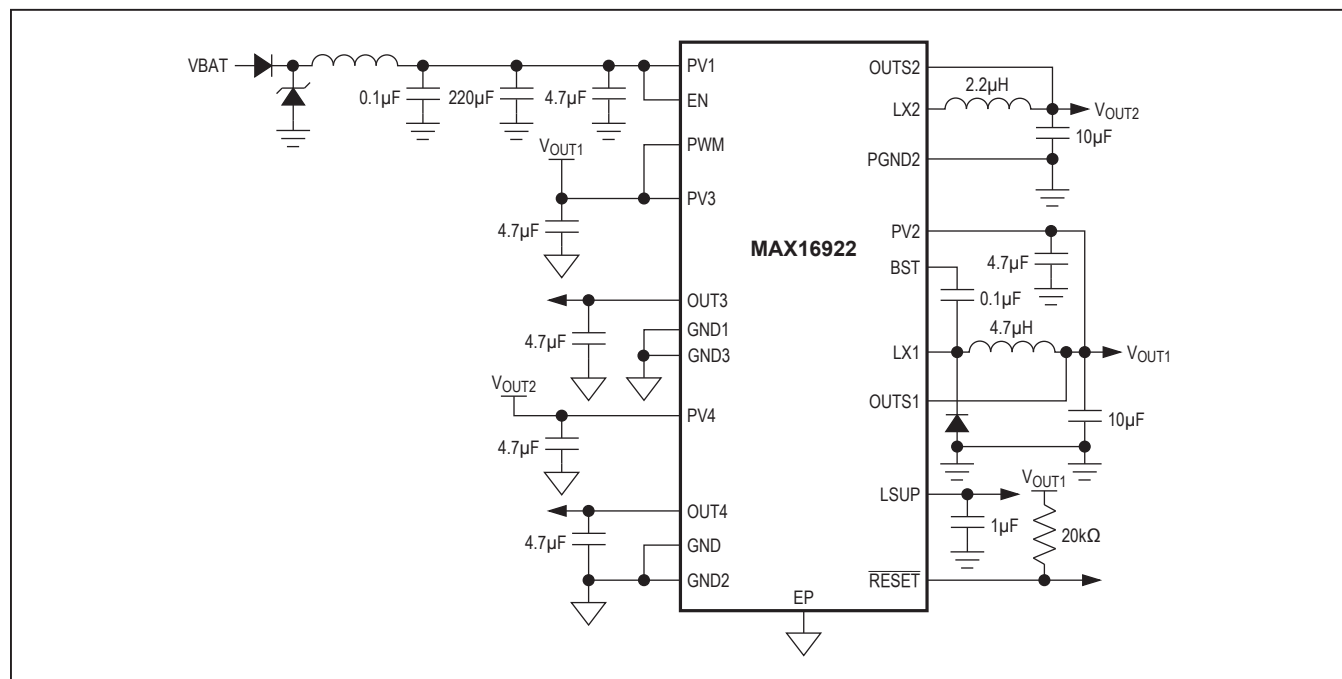 VBAT
0.1µF
220µF
4.7µF
PV1
EN
PWM
VOUT1
PV3
4.7µF
OUT3
GND1
4.7µF
GND3
VOUT2
PV4
4.7µF
OUT4
4.7µF
GND
GND2
MAX16922
EP
OUTS2
2.2µH
LX2
VOUT2
10µF
PGND2
PV2
4.7µF
BST
0.1µF
4.7µH
LX1
VOUT1
OUTS1
10µF
VOUT1
LSUP
1µF
20kΩ
RESET